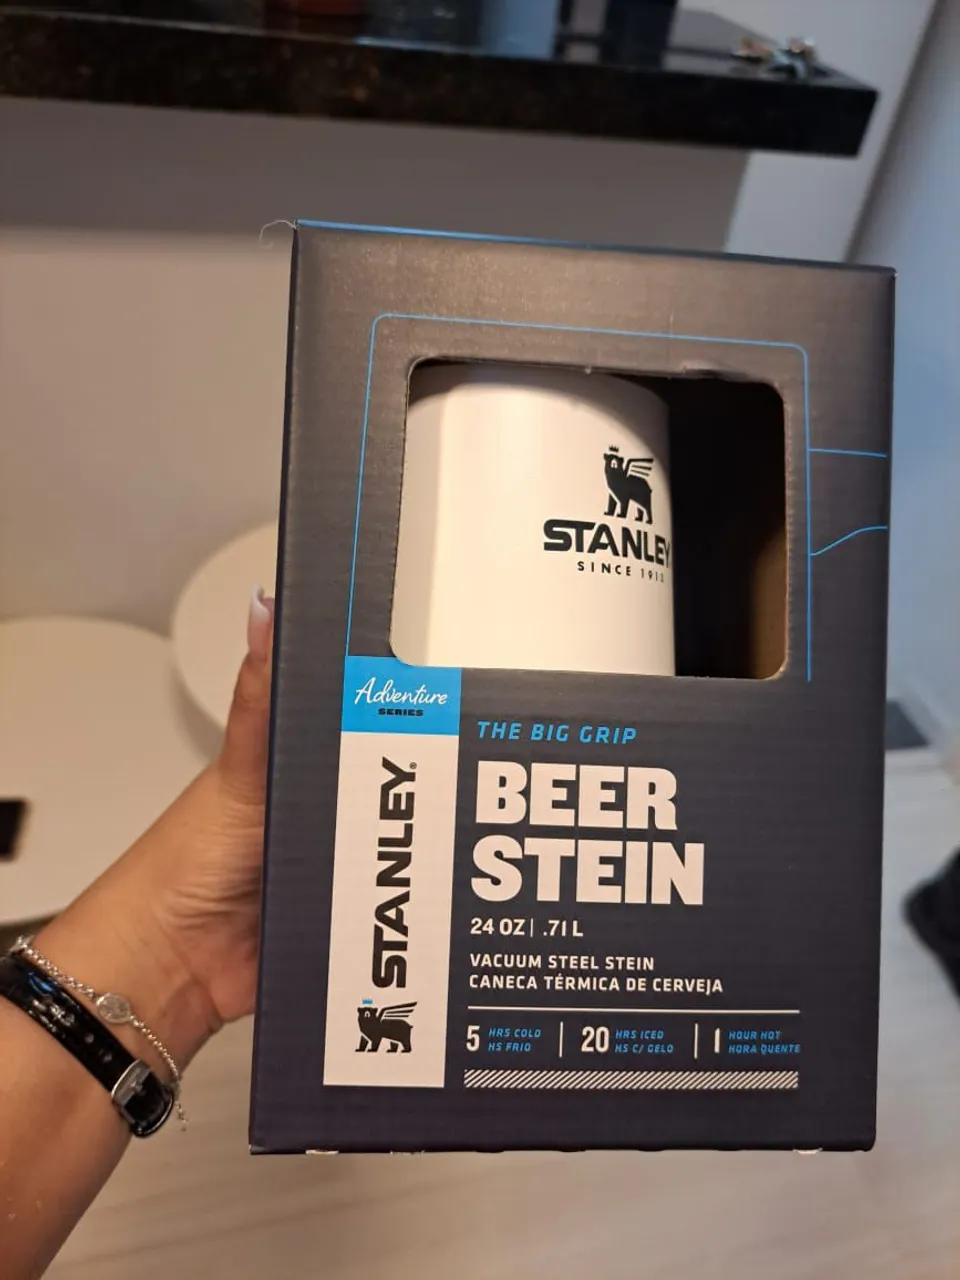 STANLEY
SINCE 1913
Adventure
SERIES
STANLEY®
THE BIG GRIP
BEER
STEIN
24 OZ | .71 L
VACUUM STEEL STEIN
CANECA TÉRMICA DE CERVEJA
5 HRS COLD
HS FRIO
20 HRS ICED
HS C/ GELO
1 HOUR HOT
HORA QUENTE